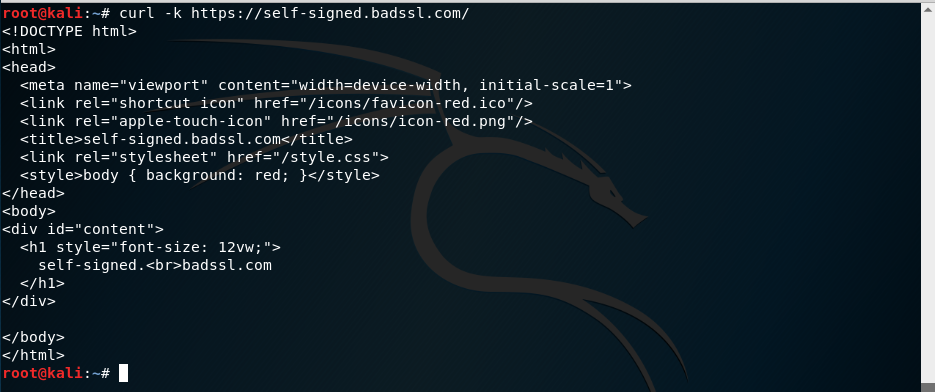 root@kali:~# curl -k https://self-signed.badssl.com/
<!DOCTYPE html>
<html>
<head>
  <meta name="viewport" content="width=device-width, initial-scale=1">
  <link rel="shortcut icon" href="/icons/favicon-red.ico"/>
  <link rel="apple-touch-icon" href="/icons/icon-red.png"/>
  <title>self-signed.badssl.com</title>
  <link rel="stylesheet" href="/style.css">
  <style>body { background: red; }</style>
</head>
<body>
<div id="content">
  <h1 style="font-size: 12vw;">
    self-signed.<br>badssl.com
  </h1>
</div>

</body>
</html>
root@kali:~#